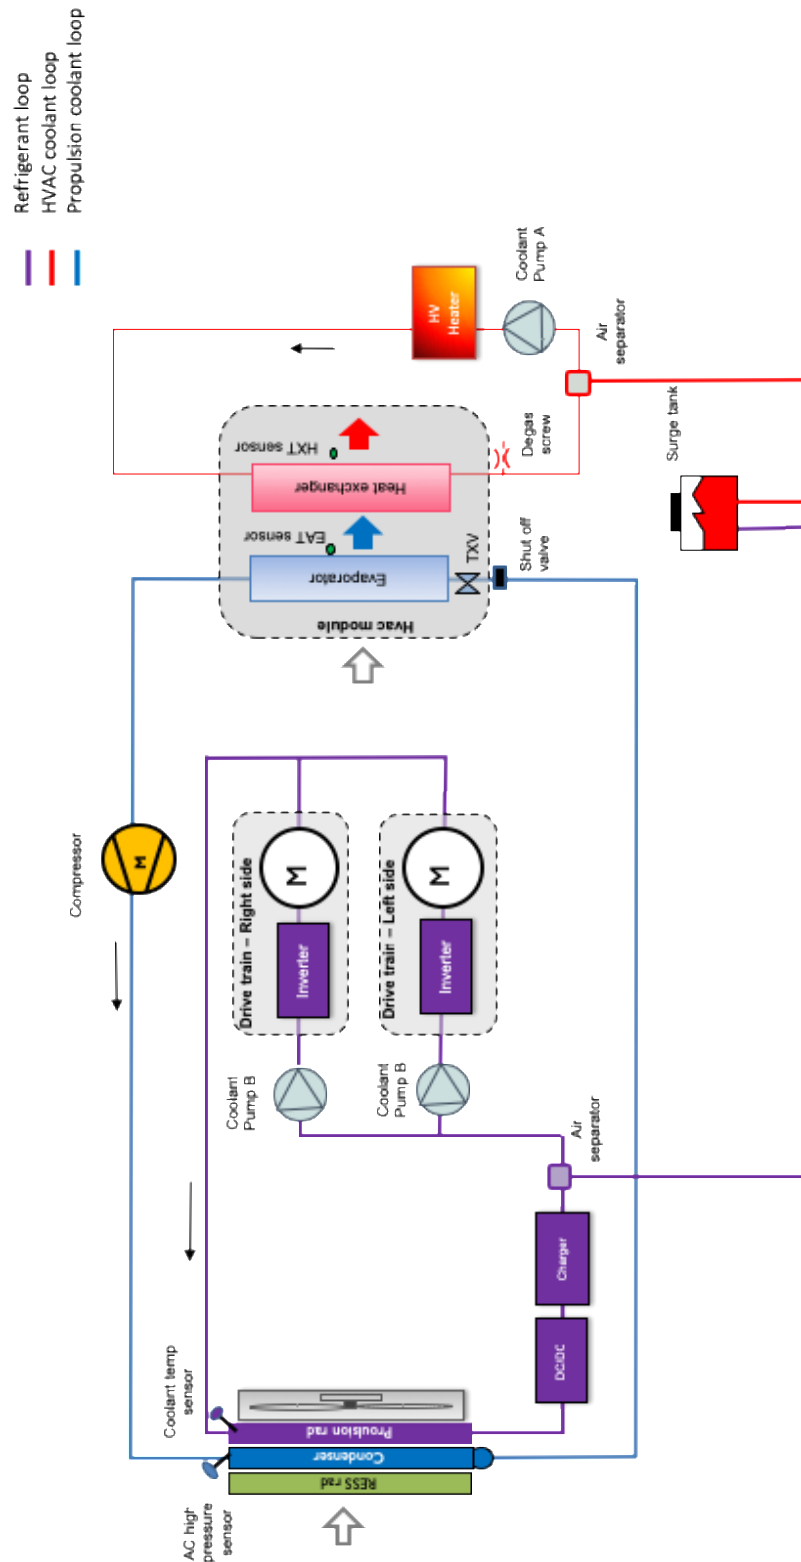 Refrigerant loop
HVAC coolant loop
Propulsion coolant loop
HV
Heater
Coolant
Pump A
Air
separator
HXT sensor
Heat exchanger
Degas
screw
Surge tank
EAT sensor
Evaporator
TXV
Shut off
valve
Hvac module
Compressor
M
Drive train – Right side
M
Inverter
Drive train – Left side
M
Inverter
Coolant
Pump B
Coolant
Pump B
Air
separator
Charger
DC/DC
Coolant temp
sensor
Proulsion rad
Condenser
RESS rad
AC high
pressure
sensor